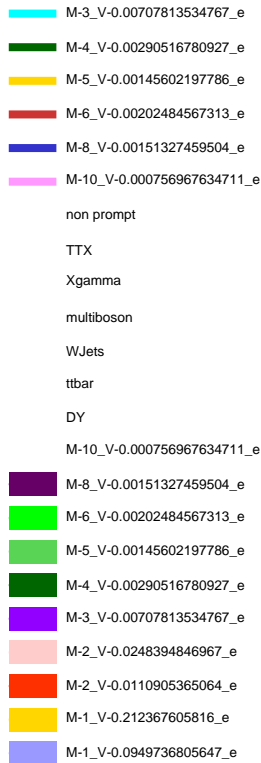 M-3_V-0.00707813534767_e
M-4_V-0.00290516780927_e
M-5_V-0.00145602197786_e
M-6_V-0.00202484567313_e
M-8_V-0.00151327459504_e
M-10_V-0.000756967634711_e
non prompt
TTX
Xgamma
multiboson
WJets
ttbar
DY
M-10_V-0.000756967634711_e
M-8_V-0.00151327459504_e
M-6_V-0.00202484567313_e
M-5_V-0.00145602197786_e
M-4_V-0.00290516780927_e
M-3_V-0.00707813534767_e
M-2_V-0.0248394846967_e
M-2_V-0.0110905365064_e
M-1_V-0.212367605816_e
M-1_V-0.0949736805647_e